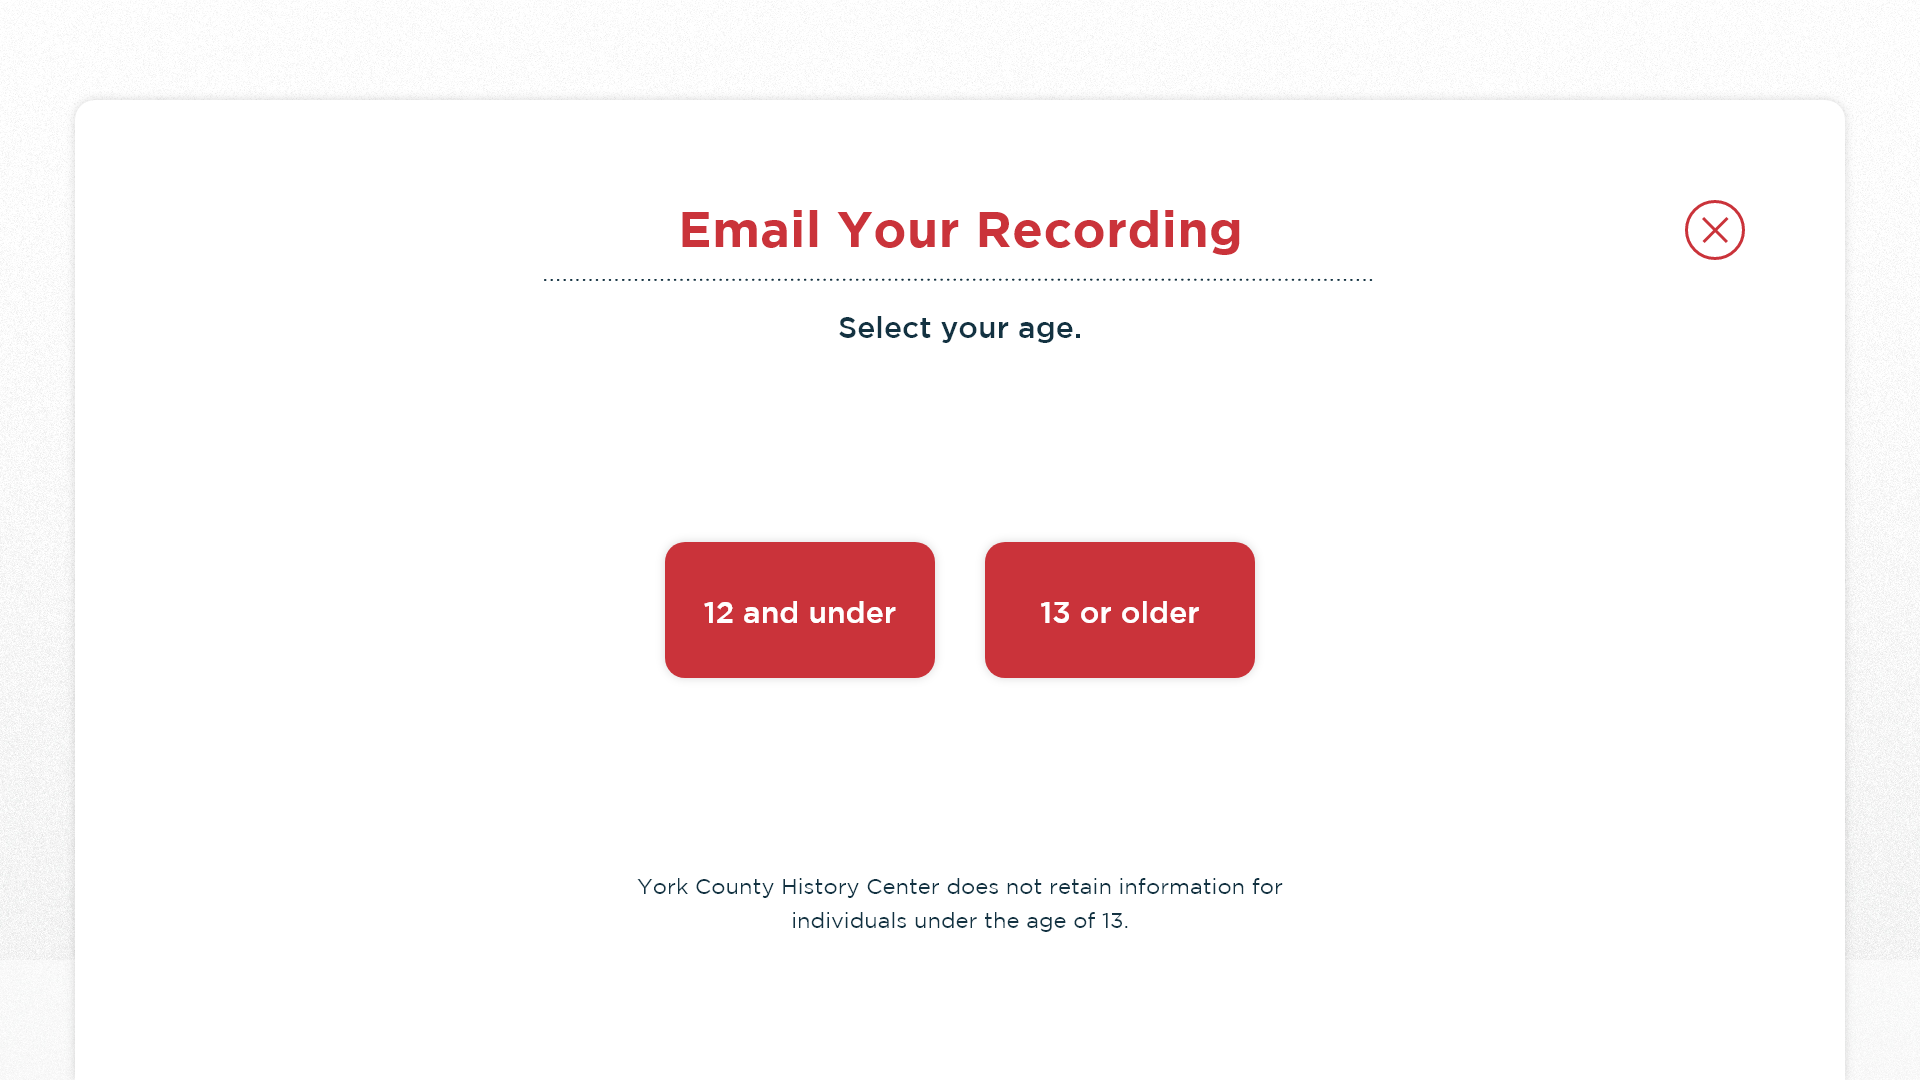 Email Your Recording
Select your age.
12 and under
13 or older
York County History Center does not retain information for
individuals under the age of 13.